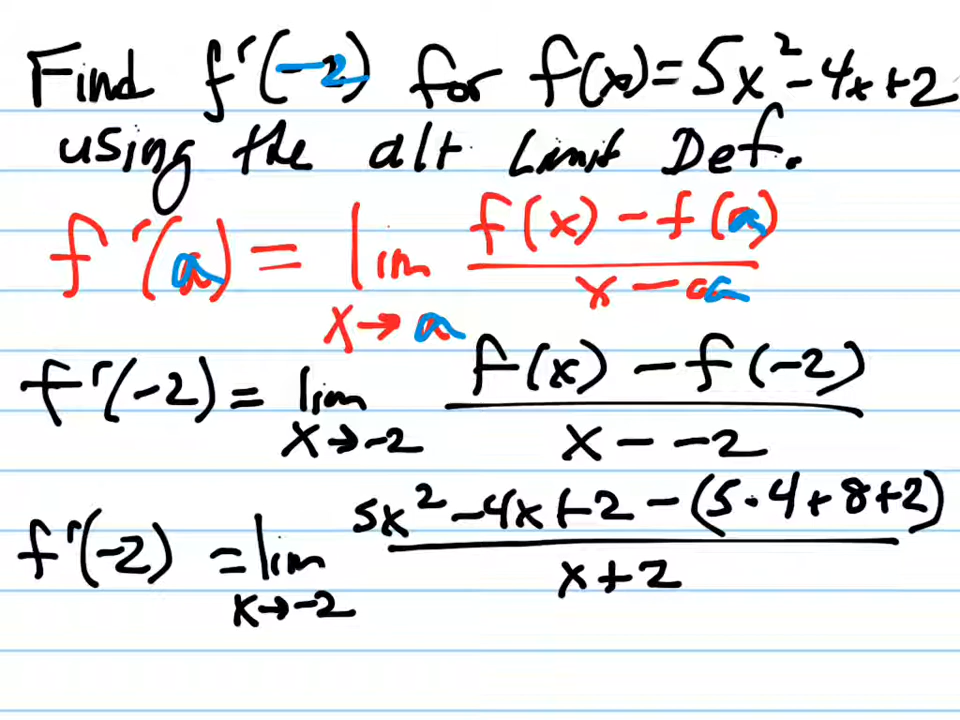 Find f'(-2) for f(x)=5x²-4x+2
using the alt Limit Def.
f'(a) = lim x→a (f(x) - f(a))/(x - a)
f'(-2) = lim x→-2 (f(x) - f(-2))/(x - -2)
f'(-2) = lim x→-2 (5x²-4x+2-(5·4+8+2))/(x+2)